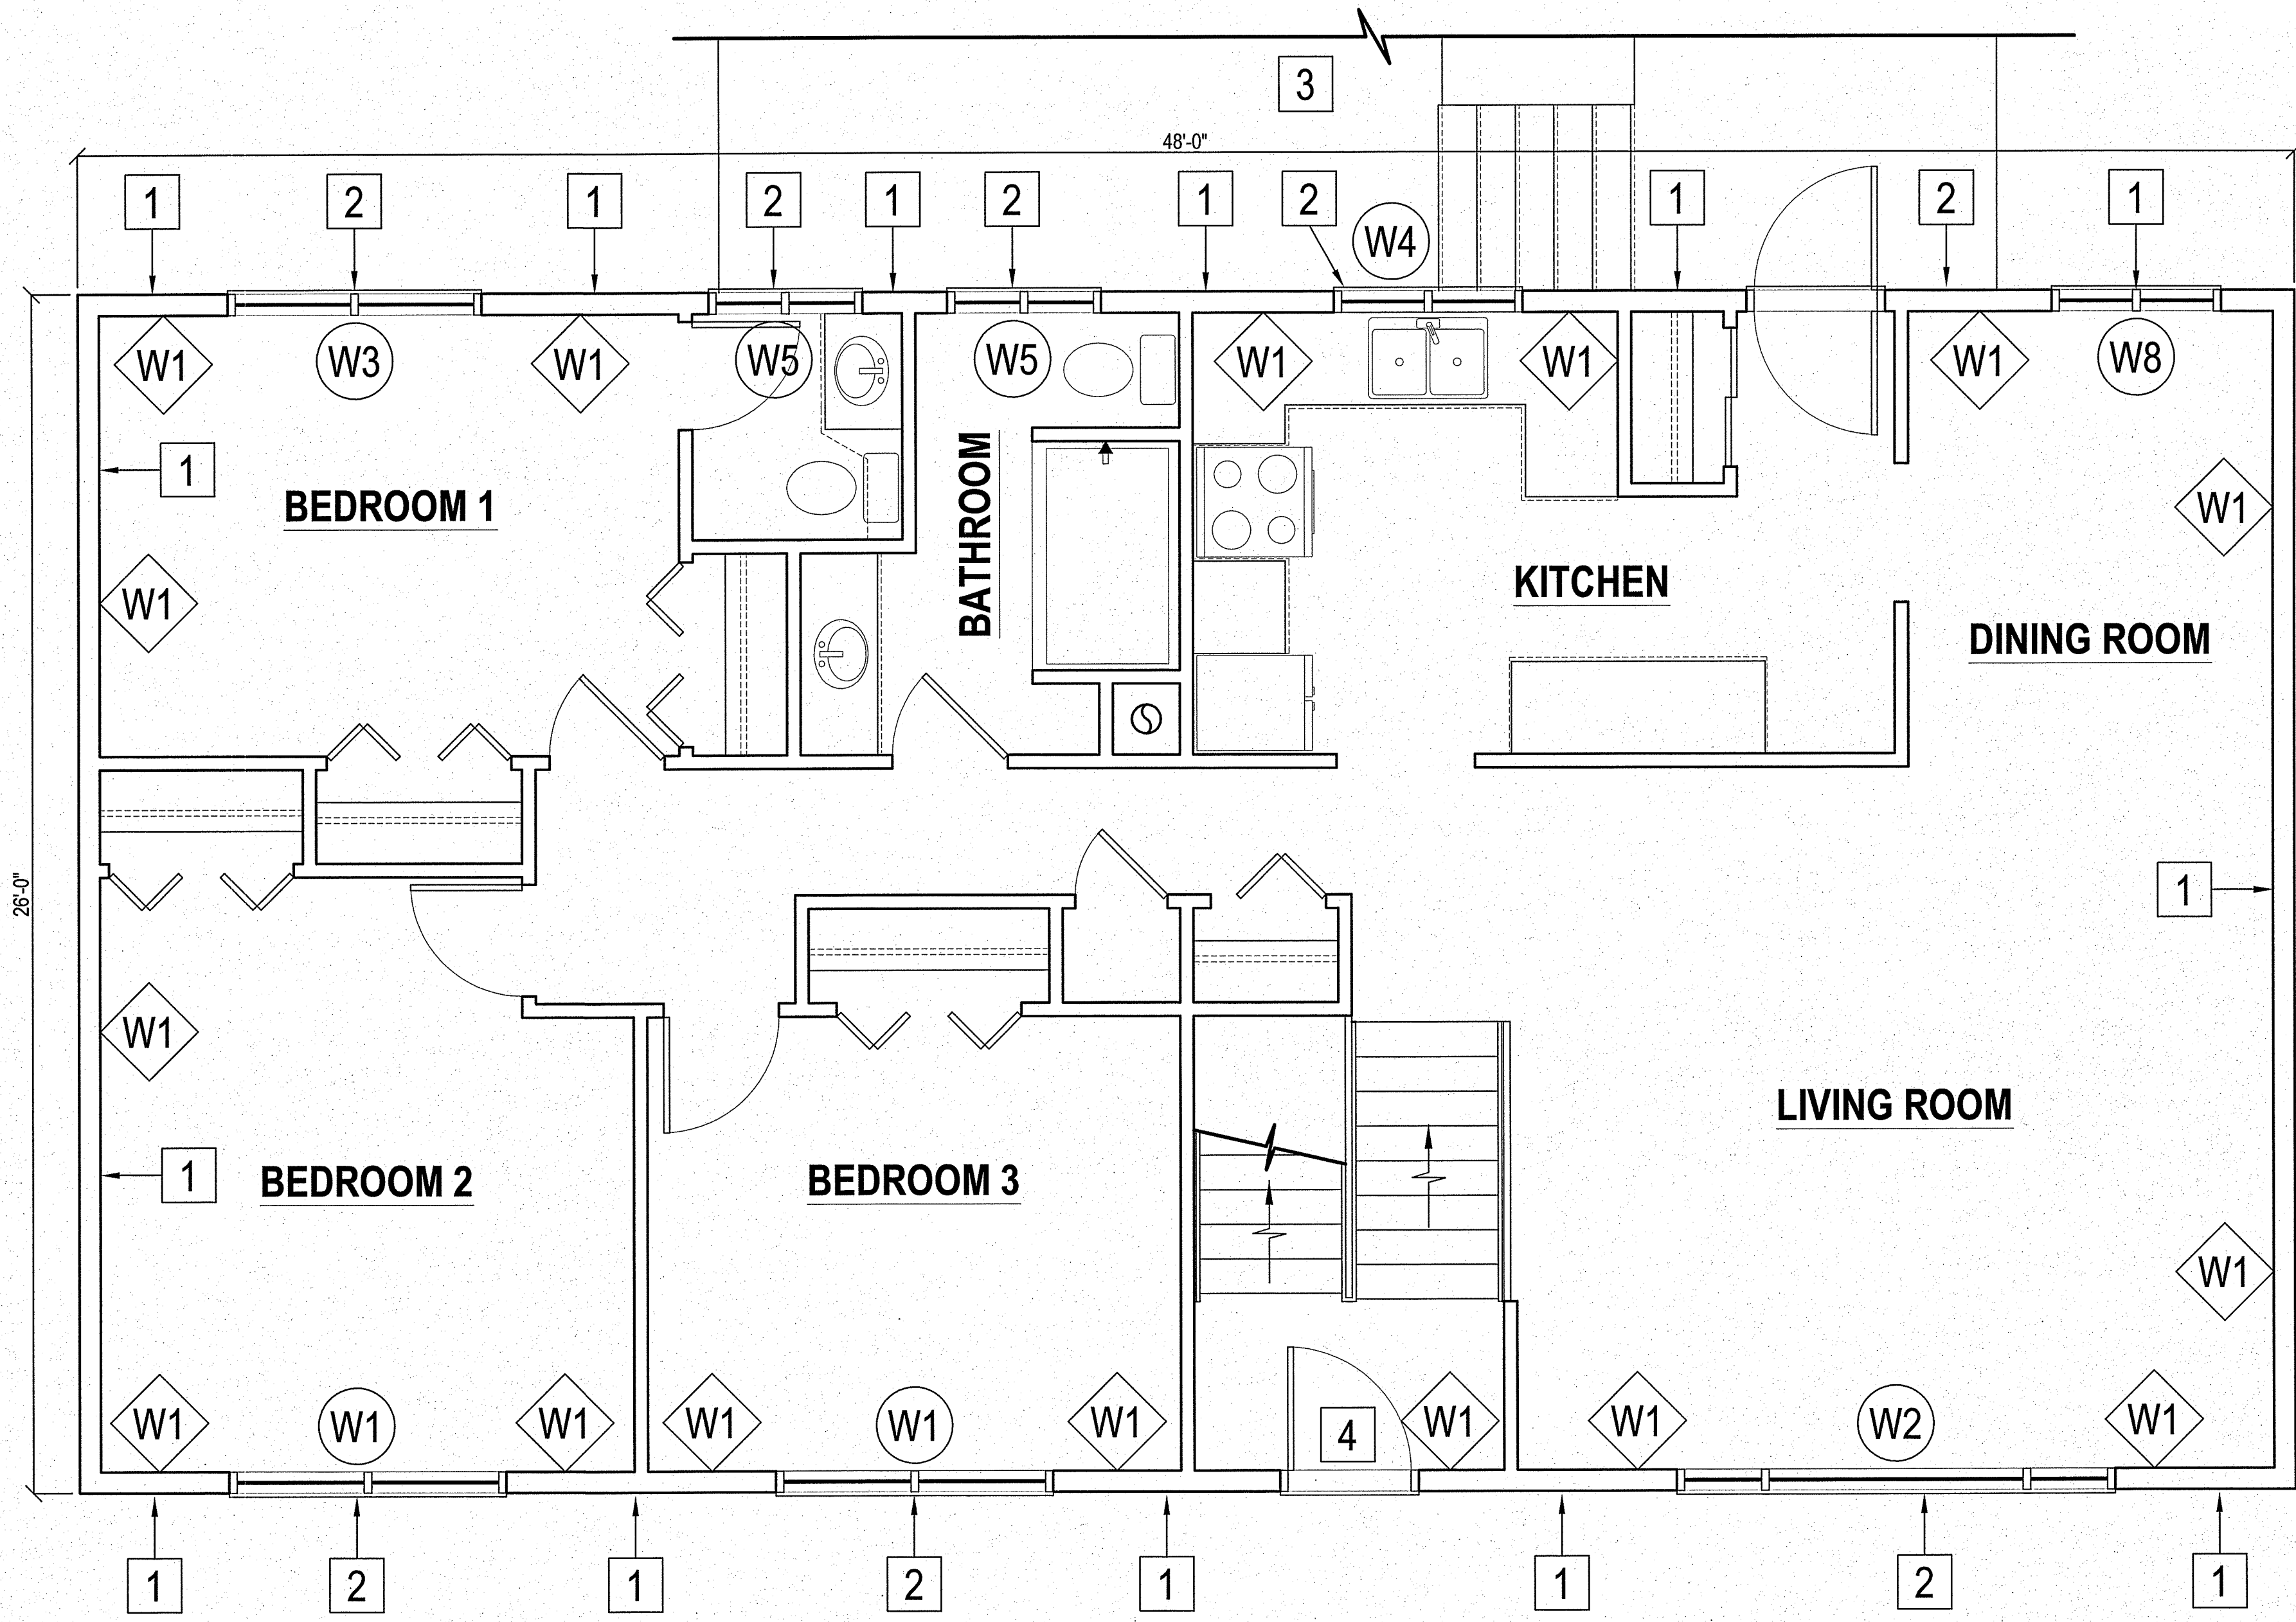 3
48'-0"
1
2
1
2
1
2
1
2
W4
1
2
1
W1
W3
W1
W5
W5
W1
W1
W1
W8
1
BEDROOM 1
BATHROOM
W1
W1
KITCHEN
DINING ROOM
26'-0"
1
W1
LIVING ROOM
1
BEDROOM 2
BEDROOM 3
W1
W1
W1
W1
W1
W1
W1
4
W1
W1
W2
W1
1
2
1
2
1
1
2
1